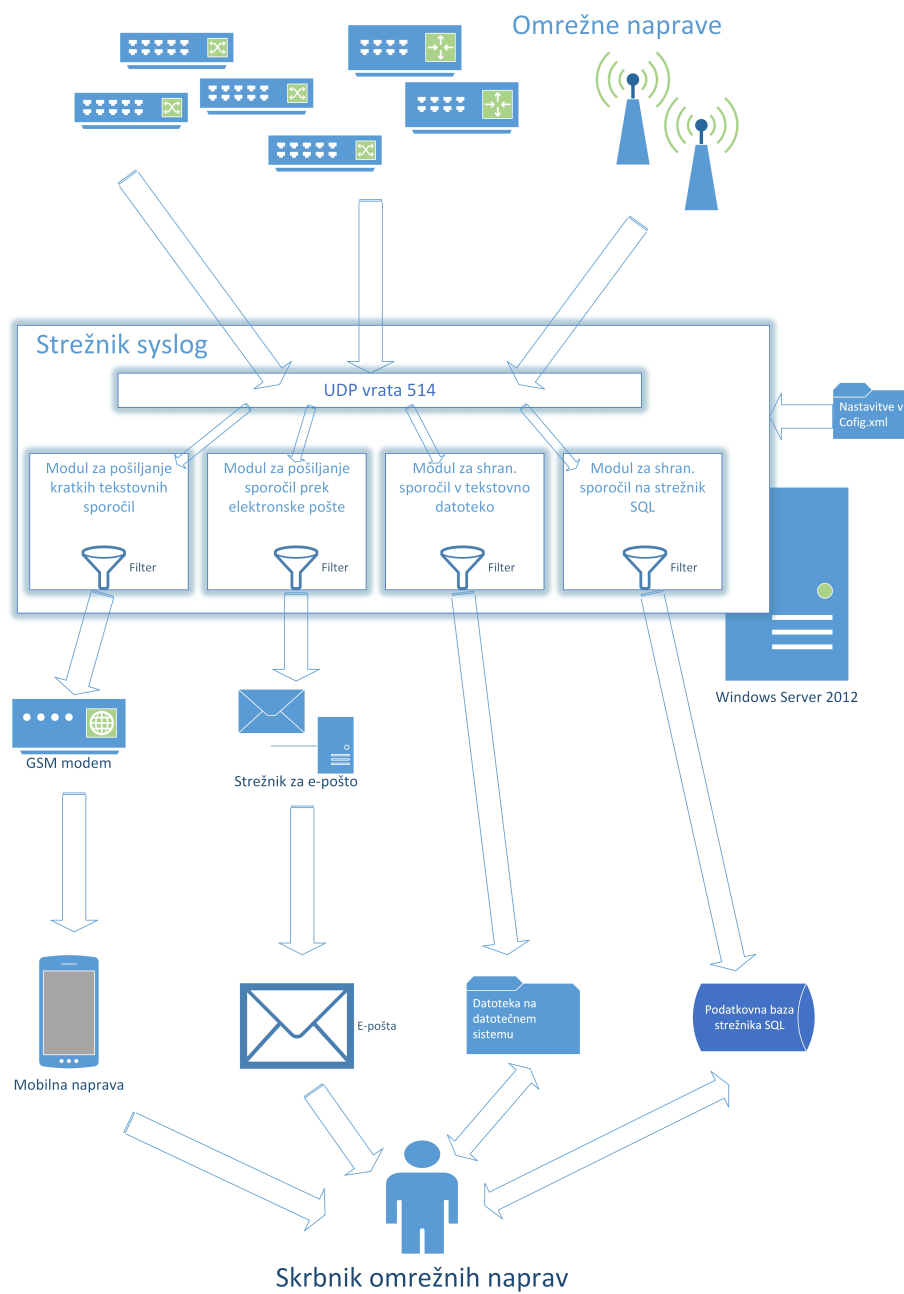 Omrežne naprave
Strežnik syslog
UDP vrata 514
Nastavitve v
Cofig.xml
Modul za pošiljanje
kratkih tekstovnih
sporočil
Filter
Modul za pošiljanje
sporočil prek
elektronske pošte
Filter
Modul za shran.
sporočil v tekstovno
datoteko
Filter
Modul za shran.
sporočil na strežnik
SQL
Filter
Windows Server 2012
GSM modem
Strežnik za e-pošto
Mobilna naprava
E-pošta
Datoteka na
datotečnem
sistemu
Podatkovna baza
strežnika SQL
Skrbnik omrežnih naprav